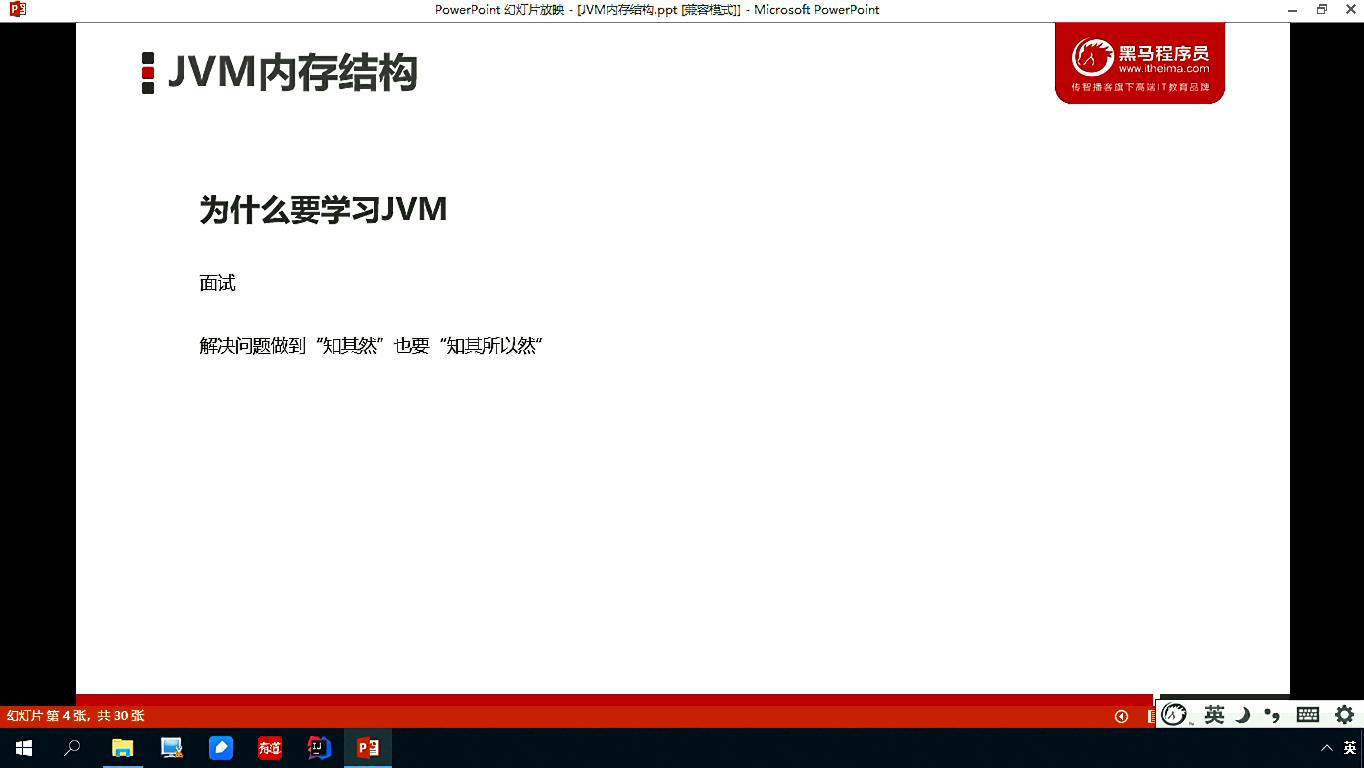 PowerPoint 幻灯片放映 - [JVM内存结构.ppt [兼容模式]] - Microsoft PowerPoint
JVM内存结构
黑马程序员
www.itheima.com
传智播客旗下高端IT教育品牌
为什么要学习JVM
面试
解决问题做到“知其然”也要“知其所以然“
幻灯片 第 4 张，共 30 张
英
有道
IJ
英